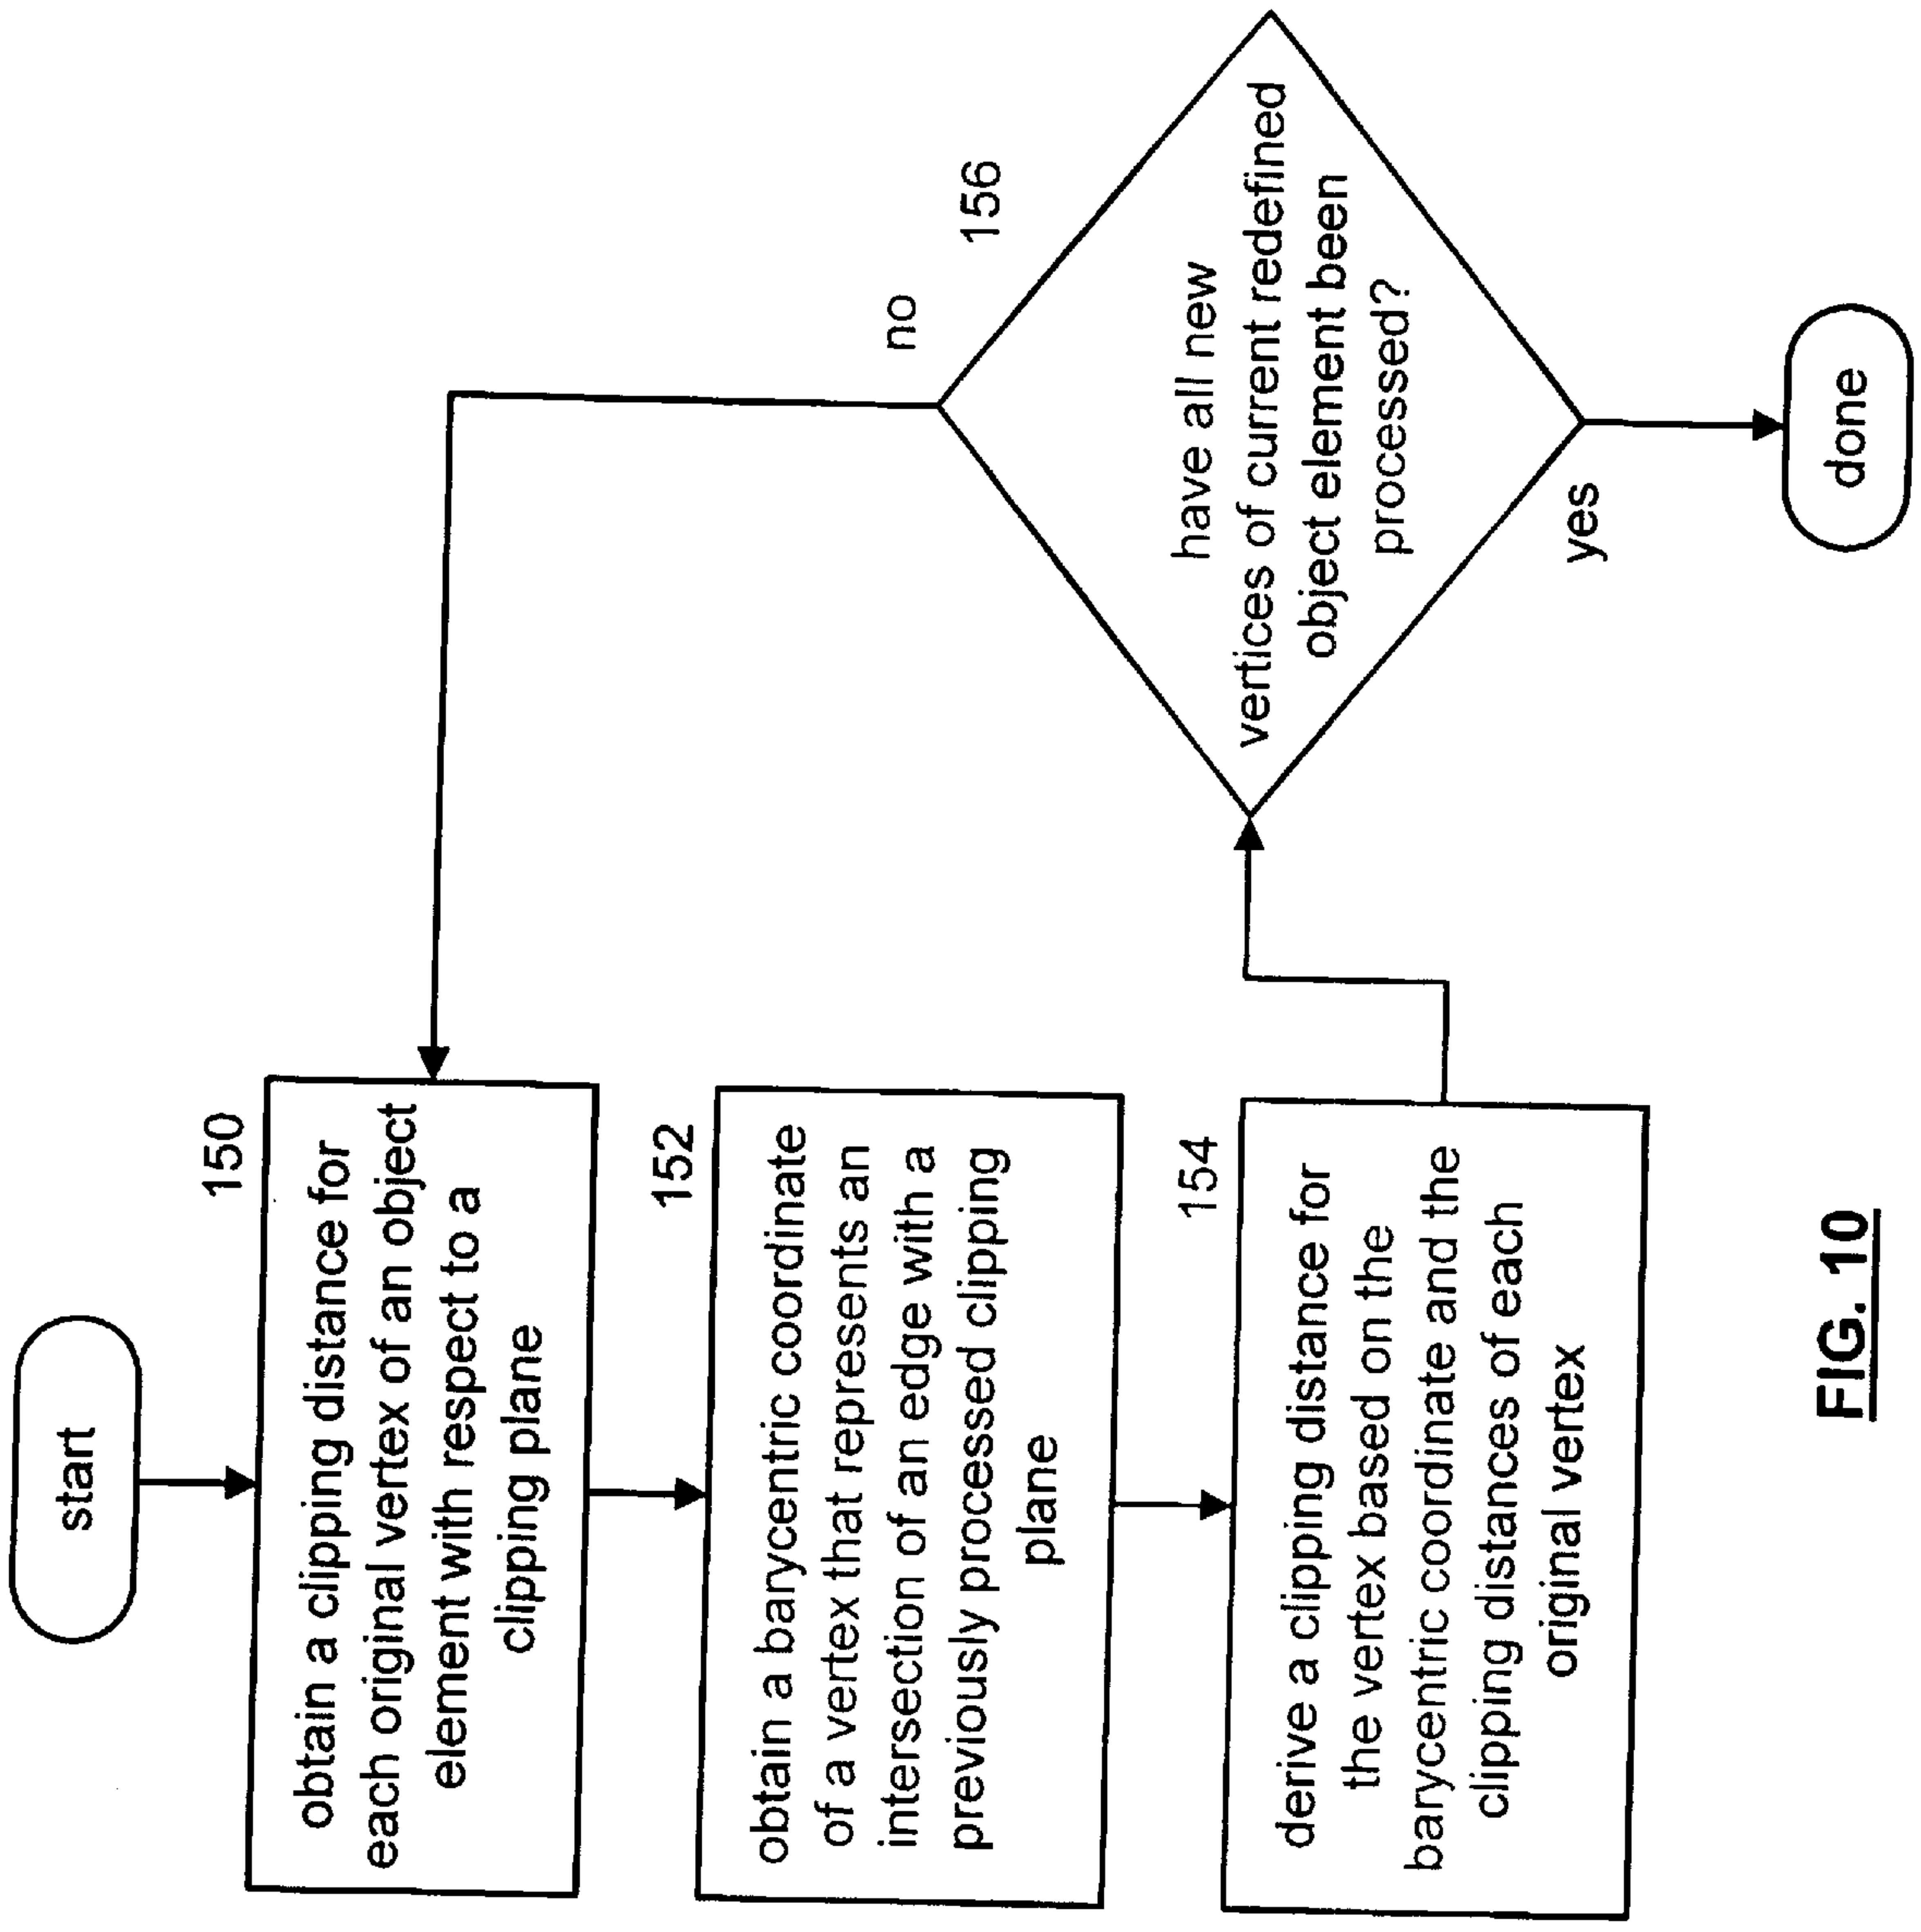 start
150
obtain a clipping distance for
each original vertex of an object
element with respect to a
clipping plane
152
obtain a barycentric coordinate
of a vertex that represents an
intersection of an edge with a
previously processed clipping
plane
154
derive a clipping distance for
the vertex based on the
barycentric coordinate and the
clipping distances of each
original vertex
156
have all new
vertices of current redefined
object element been
processed?
no
yes
done
FIG. 10